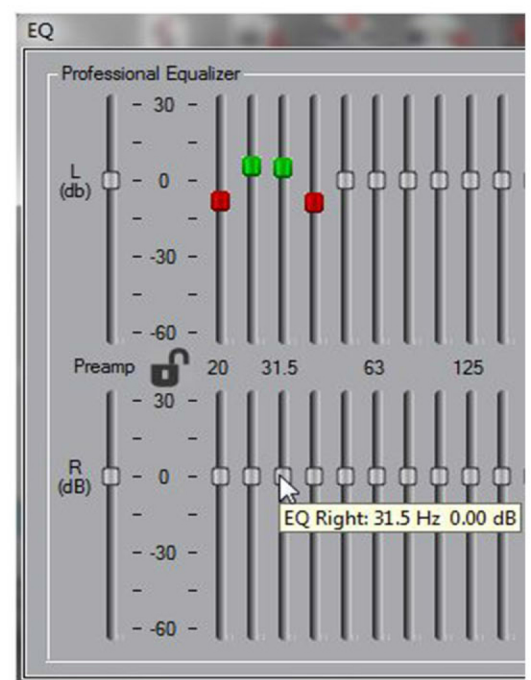 EQ
Professional Equalizer
- 30 -
- -
L
(db)
- 0 -
- -
- -30 -
- -
- -60 -
Preamp 20 31.5 63 125
- 30 -
- -
R
(dB)
- 0 -
- -
EQ Right: 31.5 Hz 0.00 dB
- -30 -
- -
- -60 -